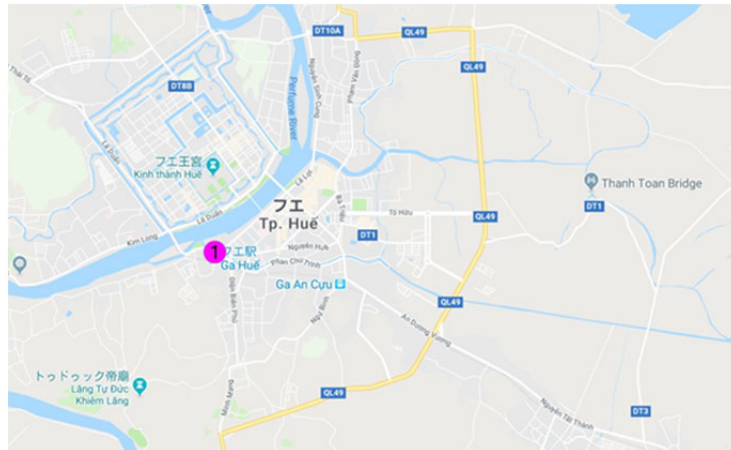 DT10A
QL49
Thái Tổ
QL49
DT8B
Nguyễn Sinh Cung
Phạm Văn Đồng
Perfume River
Lê Duẩn
フエ王宮
Kinh thành Huế
Lê Lợi
Thanh Toan Bridge
フエ
Tp. Huế
Bà Triệu
Tố Hữu
QL49
DT1
Lê Duẩn
Kim Long
DT1
1
フエ駅
Ga Huế
Nguyễn Huệ
Phan Chu Trinh
Ga An Cựu
Điện Biên Phủ
Ngự Bình
QL49
An Dương Vương
トゥドゥック帝廟
Lăng Tự Đức
Khiêm Lăng
Minh Mạng
QL49
Nguyễn Tất Thành
DT3